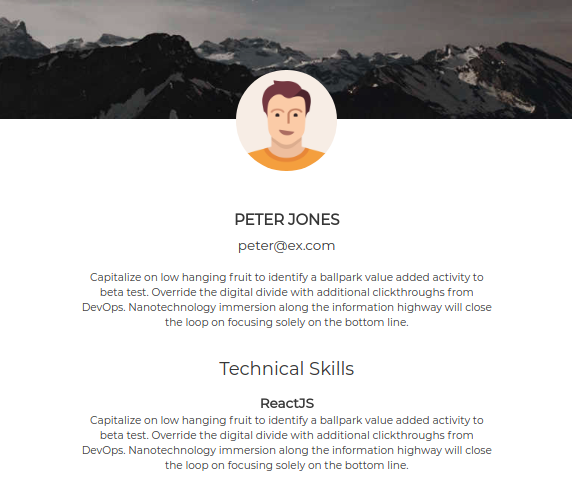 PETER JONES
peter@ex.com
Capitalize on low hanging fruit to identify a ballpark value added activity to
beta test. Override the digital divide with additional clickthroughs from
DevOps. Nanotechnology immersion along the information highway will close
the loop on focusing solely on the bottom line.
Technical Skills
ReactJS
Capitalize on low hanging fruit to identify a ballpark value added activity to
beta test. Override the digital divide with additional clickthroughs from
DevOps. Nanotechnology immersion along the information highway will close
the loop on focusing solely on the bottom line.